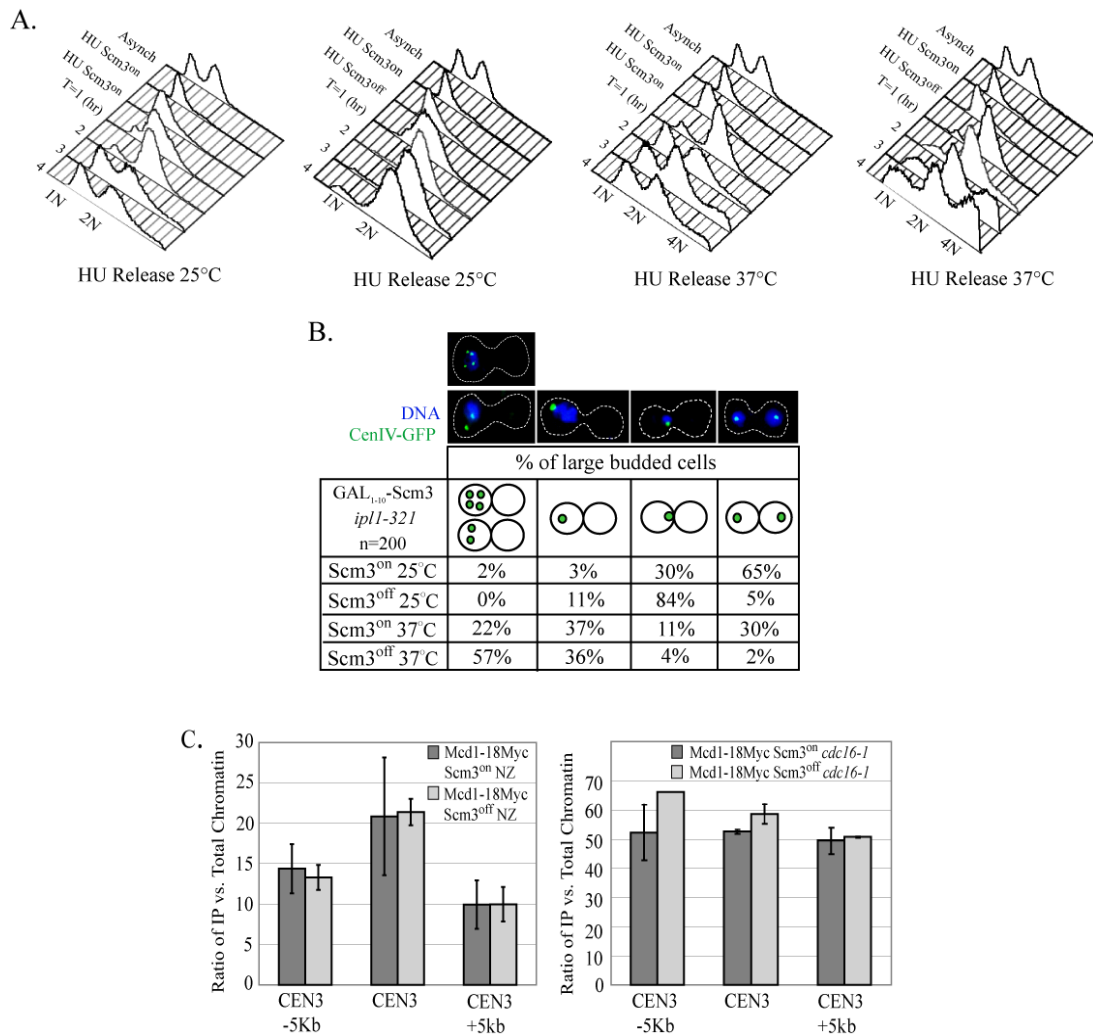 A.
Asynch
HU Scm3on
HU Scm3on
T=1 (hr)
2
3
4
1N
2N
HU Release 25°C
Asynch
HU Scm3on
HU Scm3off
T=1 (hr)
2
3
4
1N
2N
HU Release 25°C
Asynch
HU Scm3on
HU Scm3on
T=1 (hr)
2
3
4
1N
2N
4N
HU Release 37°C
Asynch
HU Scm3on
HU Scm3off
T=1 (hr)
2
3
4
1N
2N
4N
HU Release 37°C
B.
DNA
CenIV-GFP
% of large budded cells
GAL1-10-Scm3
ipl1-321
n=200
Scm3on 25°C 2% 3% 30% 65%
Scm3off 25°C 0% 11% 84% 5%
Scm3on 37°C 22% 37% 11% 30%
Scm3off 37°C 57% 36% 4% 2%
C.
Ratio of IP vs. Total Chromatin
30
25
20
15
10
5
0
Mcd1-18Myc
Scm3on NZ
Mcd1-18Myc
Scm3off NZ
CEN3
-5Kb
CEN3
CEN3
+5kb
Ratio of IP vs. Total Chromatin
70
60
50
40
30
20
10
0
Mcd1-18Myc Scm3on cdc16-1
Mcd1-18Myc Scm3off cdc16-1
CEN3
-5Kb
CEN3
CEN3
+5kb